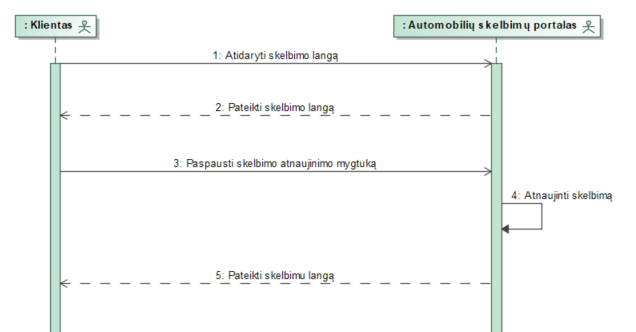 : Klientas
: Automobilių skelbimų portalas
1: Atidaryti skelbimo langą
2: Pateikti skelbimo langą
3: Paspausti skelbimo atnaujinimo mygtuką
4: Atnaujinti skelbimą
5: Pateikti skelbimu langą